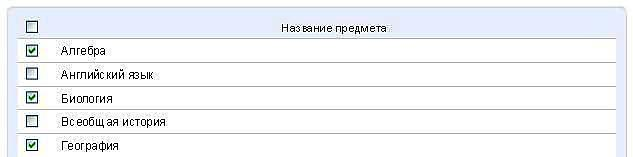 Название предмета
Алгебра
Английский язык
Биология
Всеобщая история
География